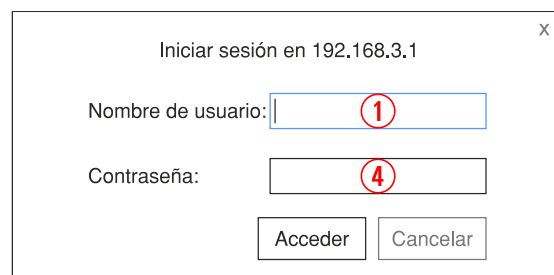 x
Iniciar sesión en 192.168.3.1
Nombre de usuario: 1
Contraseña: 4
Acceder Cancelar